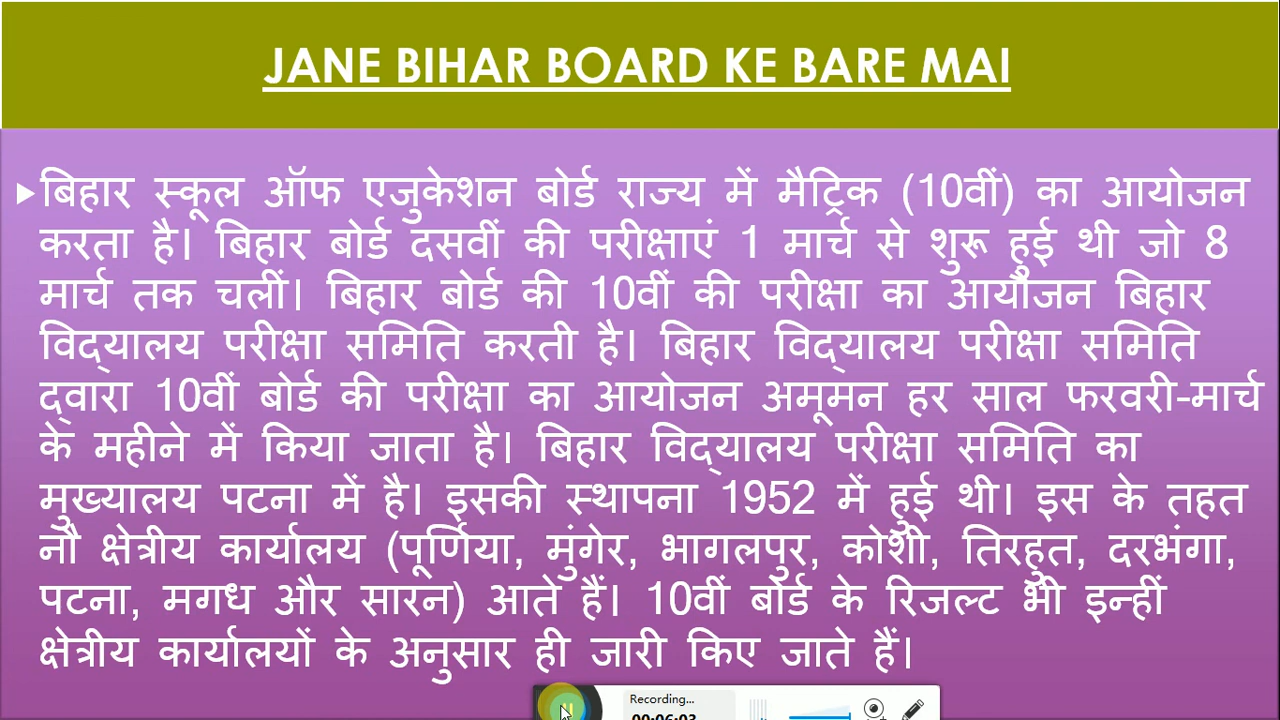 JANE BIHAR BOARD KE BARE MAI
बिहार स्कूल ऑफ एजुकेशन बोर्ड राज्य में मैट्रिक (10वीं) का आयोजन
करता है। बिहार बोर्ड दसवीं की परीक्षाएं 1 मार्च से शुरू हुई थी जो 8
मार्च तक चलीं। बिहार बोर्ड की 10वीं की परीक्षा का आयोजन बिहार
विद्यालय परीक्षा समिति करती है। बिहार विद्यालय परीक्षा समिति
द्वारा 10वीं बोर्ड की परीक्षा का आयोजन अमूमन हर साल फरवरी-मार्च
के महीने में किया जाता है। बिहार विद्यालय परीक्षा समिति का
मुख्यालय पटना में है। इसकी स्थापना 1952 में हुई थी। इस के तहत
नौ क्षेत्रीय कार्यालय (पूर्णिया, मुंगेर, भागलपुर, कोशी, तिरहुत, दरभंगा,
पटना, मगध और सारन) आते हैं। 10वीं बोर्ड के रिजल्ट भी इन्हीं
क्षेत्रीय कार्यालयों के अनुसार ही जारी किए जाते हैं।
Recording...
00:06:03